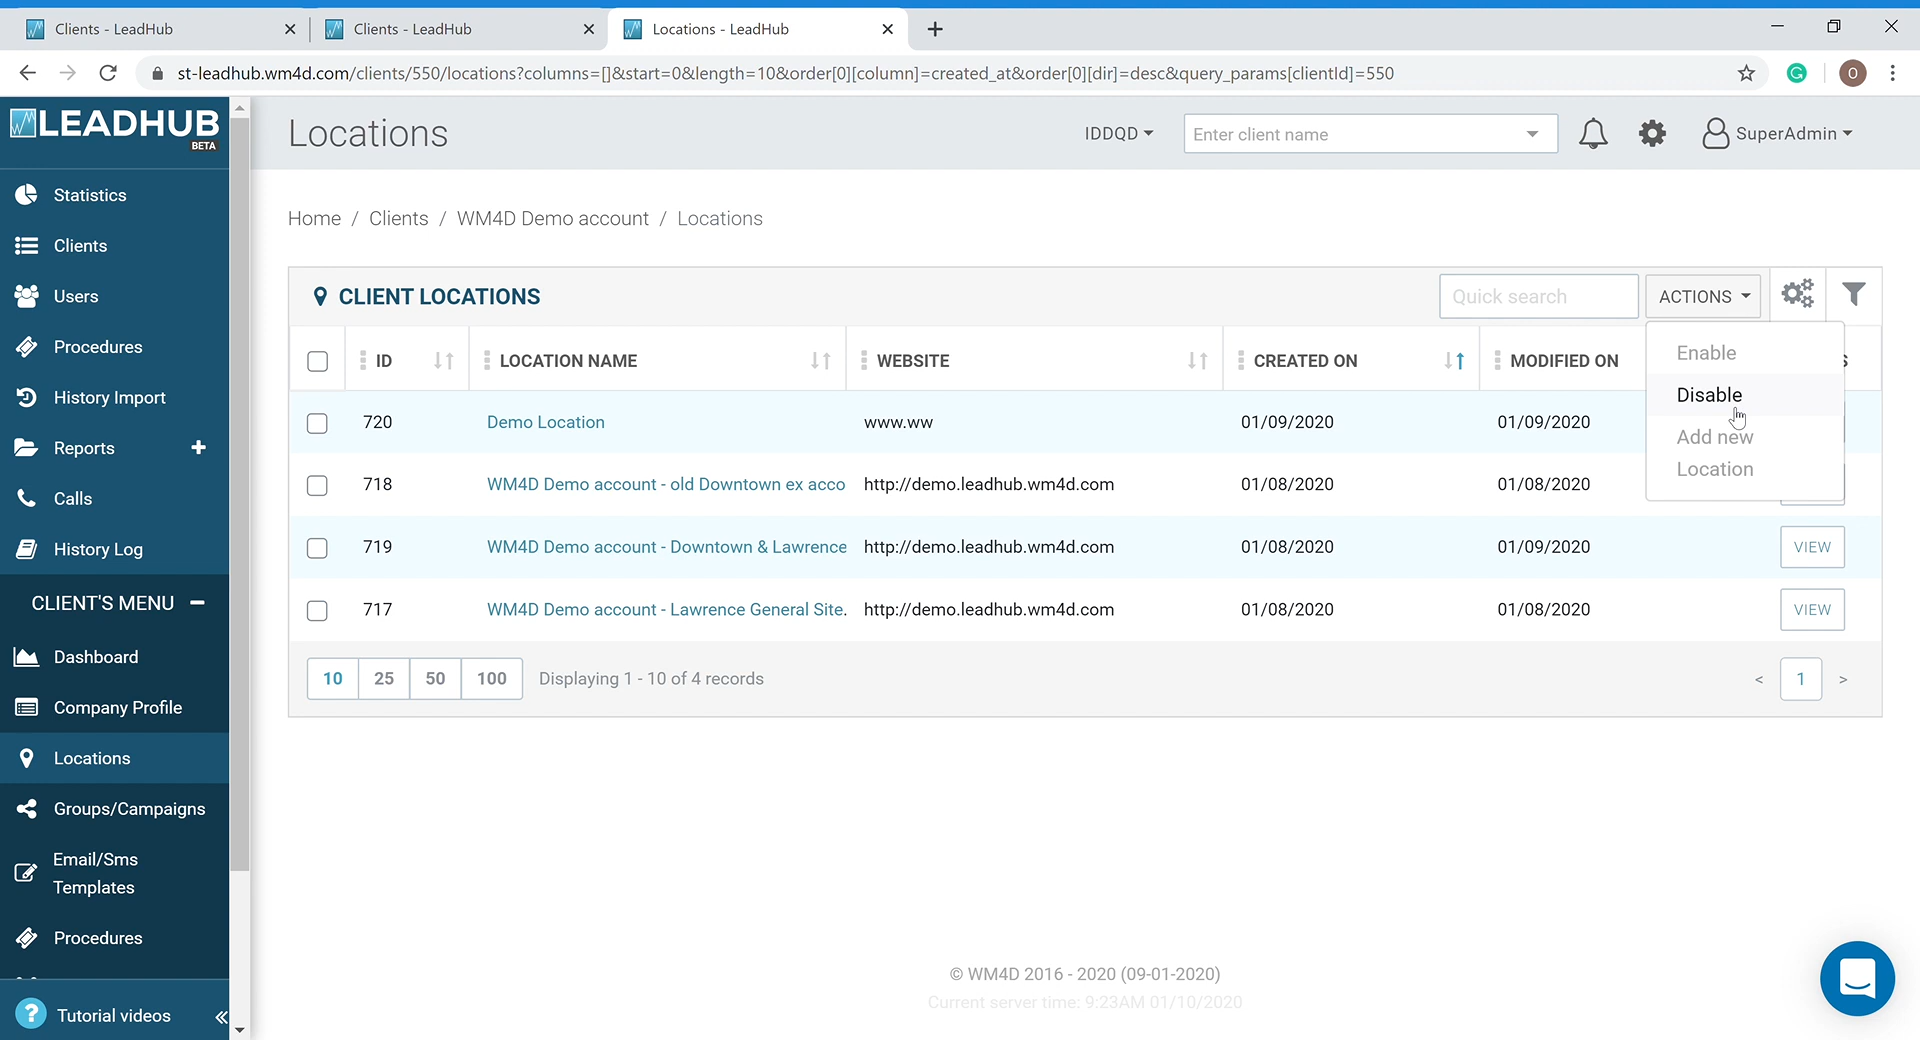 Clients - LeadHub
Clients - LeadHub
Locations - LeadHub
st-leadhub.wm4d.com/clients/550/locations?columns=[]&start=0&length=10&order[0][column]=created_at&order[0][dir]=desc&query_params[clientId]=550
G
O
LEADHUB
BETA
Locations
IDDQD
Enter client name
SuperAdmin
Statistics
Clients
Users
Procedures
History Import
Reports +
Calls
History Log
CLIENT'S MENU
Dashboard
Company Profile
Locations
Groups/Campaigns
Email/Sms
Templates
Procedures
? Tutorial videos «
Home / Clients / WM4D Demo account / Locations
CLIENT LOCATIONS
Quick search
ACTIONS
Enable
Disable
Add new
Location
ID LOCATION NAME WEBSITE CREATED ON MODIFIED ON
720 Demo Location www.ww 01/09/2020 01/09/2020
718 WM4D Demo account - old Downtown ex acco http://demo.leadhub.wm4d.com 01/08/2020 01/08/2020
719 WM4D Demo account - Downtown & Lawrence http://demo.leadhub.wm4d.com 01/08/2020 01/09/2020 VIEW
717 WM4D Demo account - Lawrence General Site. http://demo.leadhub.wm4d.com 01/08/2020 01/08/2020 VIEW
10 25 50 100 Displaying 1 - 10 of 4 records < 1 >
© WM4D 2016 - 2020 (09-01-2020)
Current server time: 9:23AM 01/10/2020